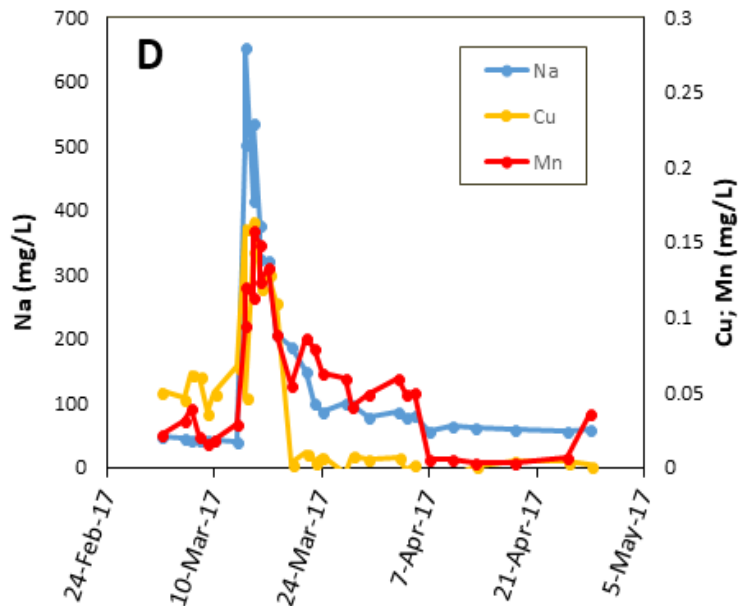 700
600
500
400
300
200
100
0
Na (mg/L)
D
Na
Cu
Mn
0.3
0.25
0.2
0.15
0.1
0.05
0
Cu; Mn (mg/L)
24-Feb-17
10-Mar-17
24-Mar-17
7-Apr-17
21-Apr-17
5-May-17